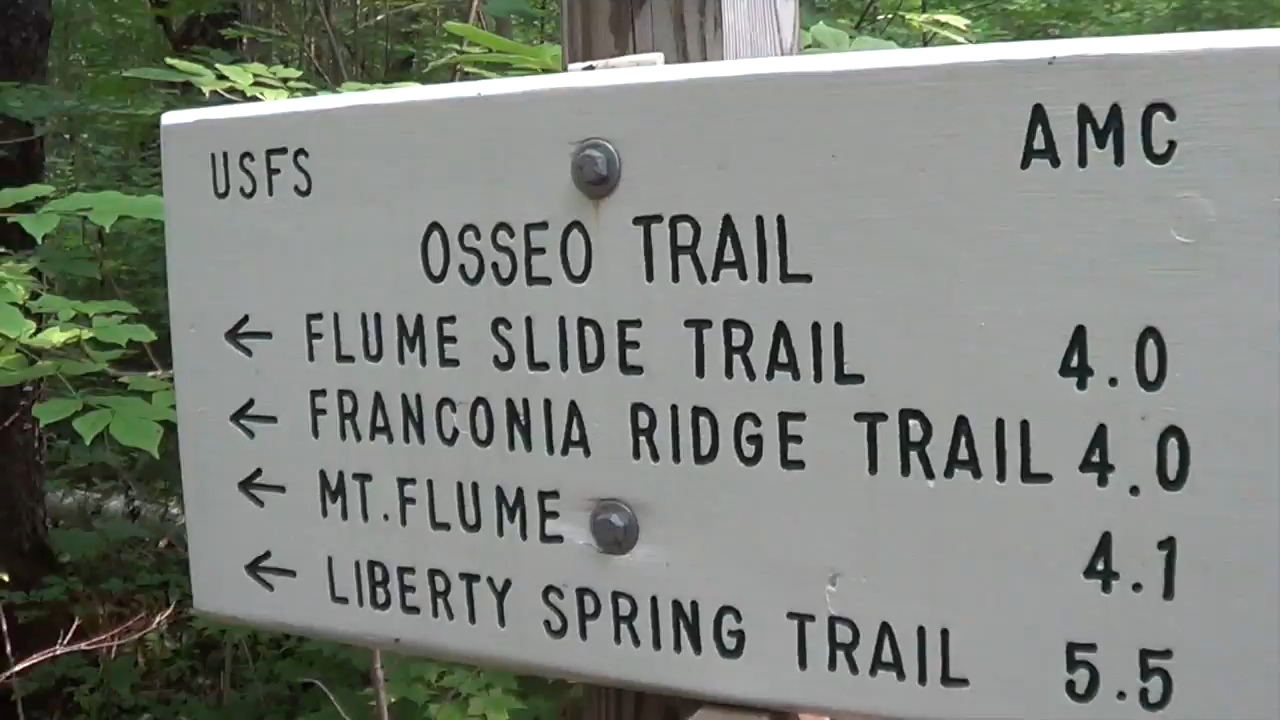 USFS AMC
OSSEO TRAIL
← FLUME SLIDE TRAIL 4.0
← FRANCONIA RIDGE TRAIL 4.0
← MT.FLUME 4.1
← LIBERTY SPRING TRAIL 5.5